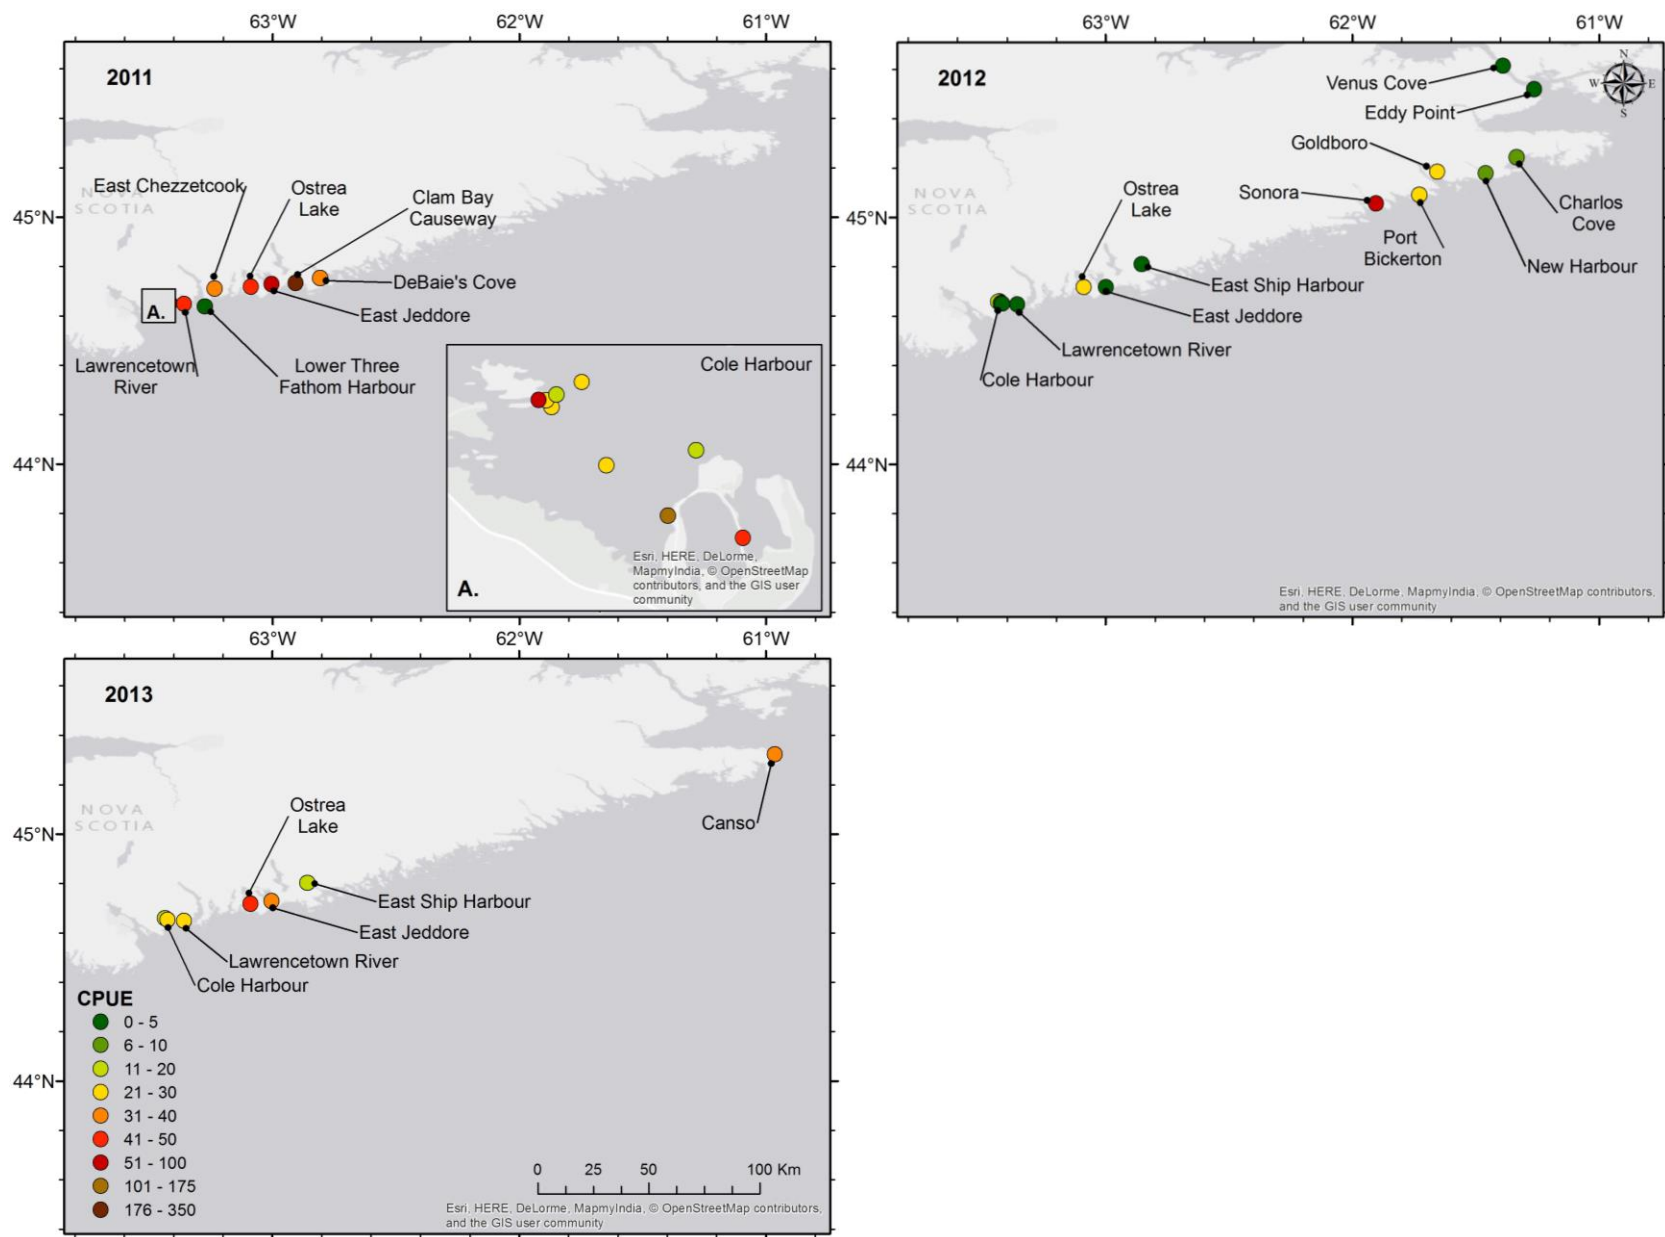 63°W
62°W
61°W
2011
NOVA
SCOTIA
East Chezzetcook
Ostrea
Lake
Clam Bay
Causeway
45°N
DeBaie's Cove
A.
East Jeddore
Lawrencetown
River
Lower Three
Fathom Harbour
Cole Harbour
44°N
A.
Esri, HERE, DeLorme,
MapmyIndia, © OpenStreetMap
contributors, and the GIS user
community
63°W
62°W
61°W
2012
N
W
E
S
Venus Cove
Eddy Point
Goldboro
NOVA
SCOTIA
Ostrea
Lake
Sonora
Charlos
Cove
45°N
Port
Bickerton
New Harbour
East Ship Harbour
East Jeddore
Lawrencetown River
Cole Harbour
44°N
Esri, HERE, DeLorme, MapmyIndia, © OpenStreetMap contributors,
and the GIS user community
63°W
62°W
61°W
2013
NOVA
SCOTIA
Ostrea
Lake
Canso
45°N
East Ship Harbour
East Jeddore
Lawrencetown River
Cole Harbour
44°N
CPUE
0 - 5
6 - 10
11 - 20
21 - 30
31 - 40
41 - 50
51 - 100
101 - 175
176 - 350
0 25 50 100 Km
Esri, HERE, DeLorme, MapmyIndia, © OpenStreetMap contributors,
and the GIS user community